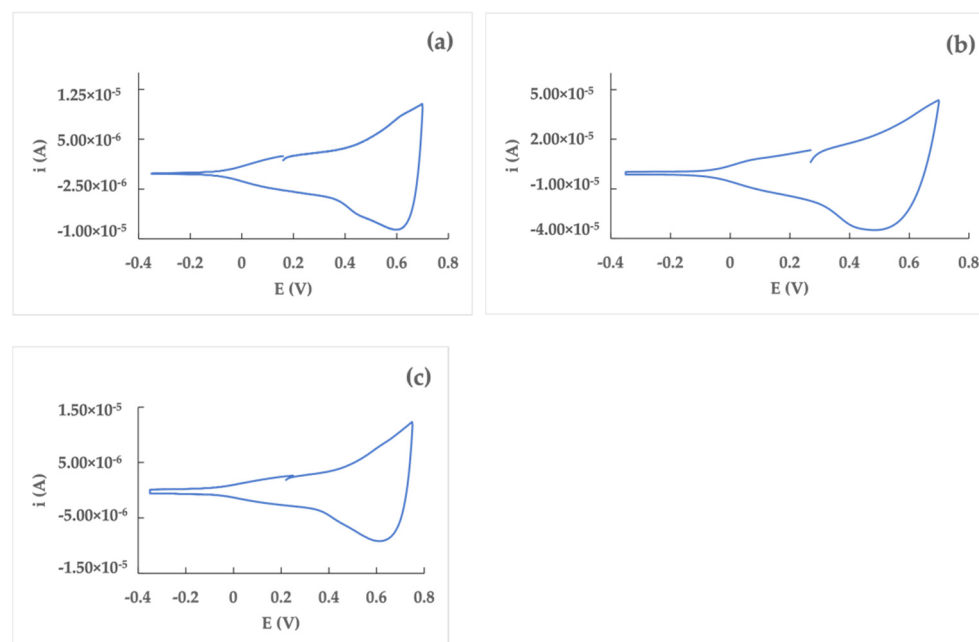 (a)
1.25×10⁻⁵
5.00×10⁻⁶
-2.50×10⁻⁶
-1.00×10⁻⁵
i (A)
-0.4 -0.2 0 0.2 0.4 0.6 0.8
E (V)
(b)
5.00×10⁻⁵
2.00×10⁻⁵
-1.00×10⁻⁵
-4.00×10⁻⁵
i (A)
-0.4 -0.2 0 0.2 0.4 0.6 0.8
E (V)
(c)
1.50×10⁻⁵
5.00×10⁻⁶
-5.00×10⁻⁶
-1.50×10⁻⁵
i (A)
-0.4 -0.2 0 0.2 0.4 0.6 0.8
E (V)